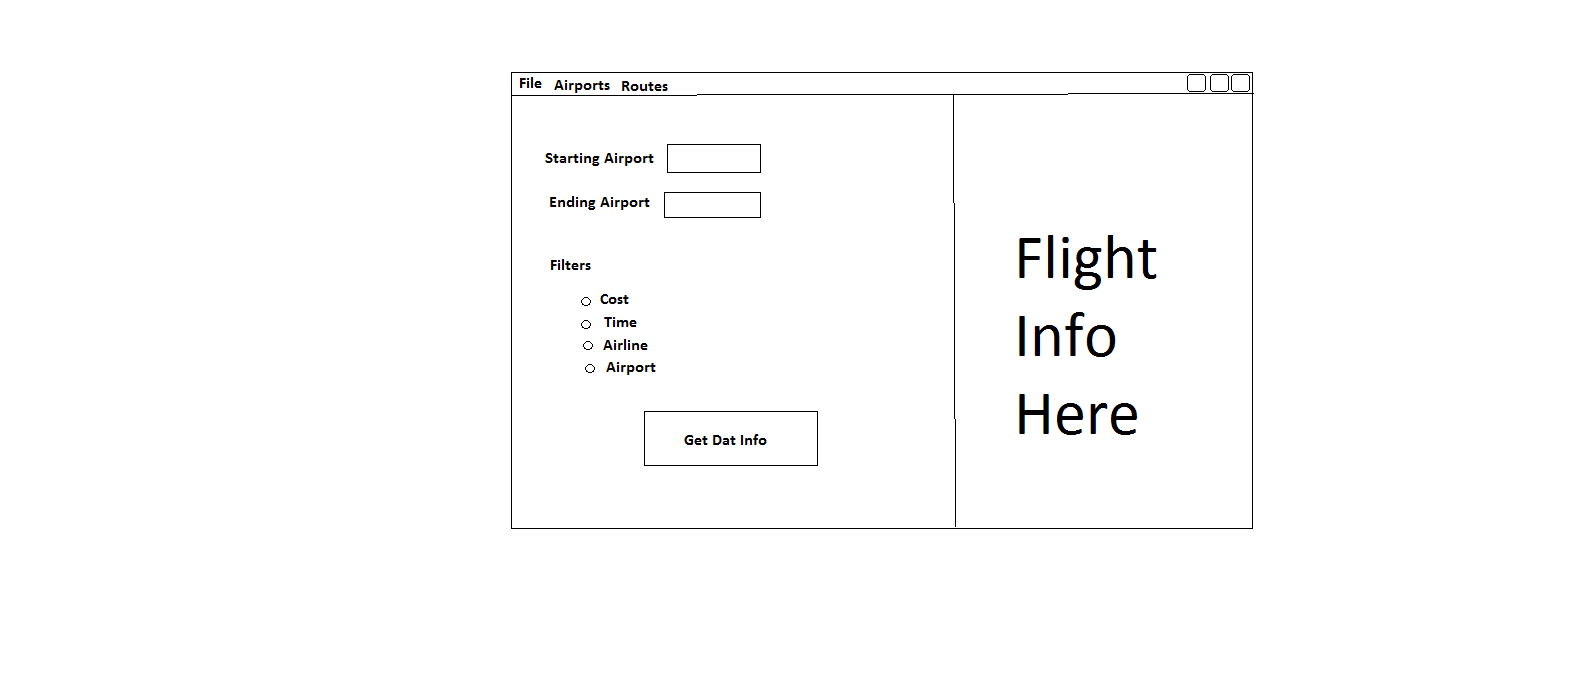 File Airports Routes
Starting Airport
Ending Airport
Filters
Cost
Time
Airline
Airport
Get Dat Info
Flight
Info
Here